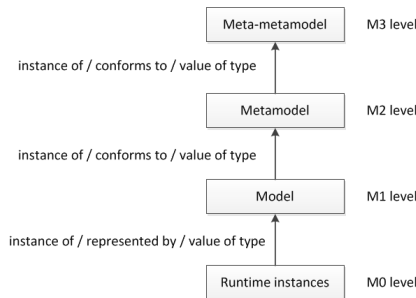 Meta-metamodel M3 level
instance of / conforms to / value of type
Metamodel M2 level
instance of / conforms to / value of type
Model M1 level
instance of / represented by / value of type
Runtime instances M0 level